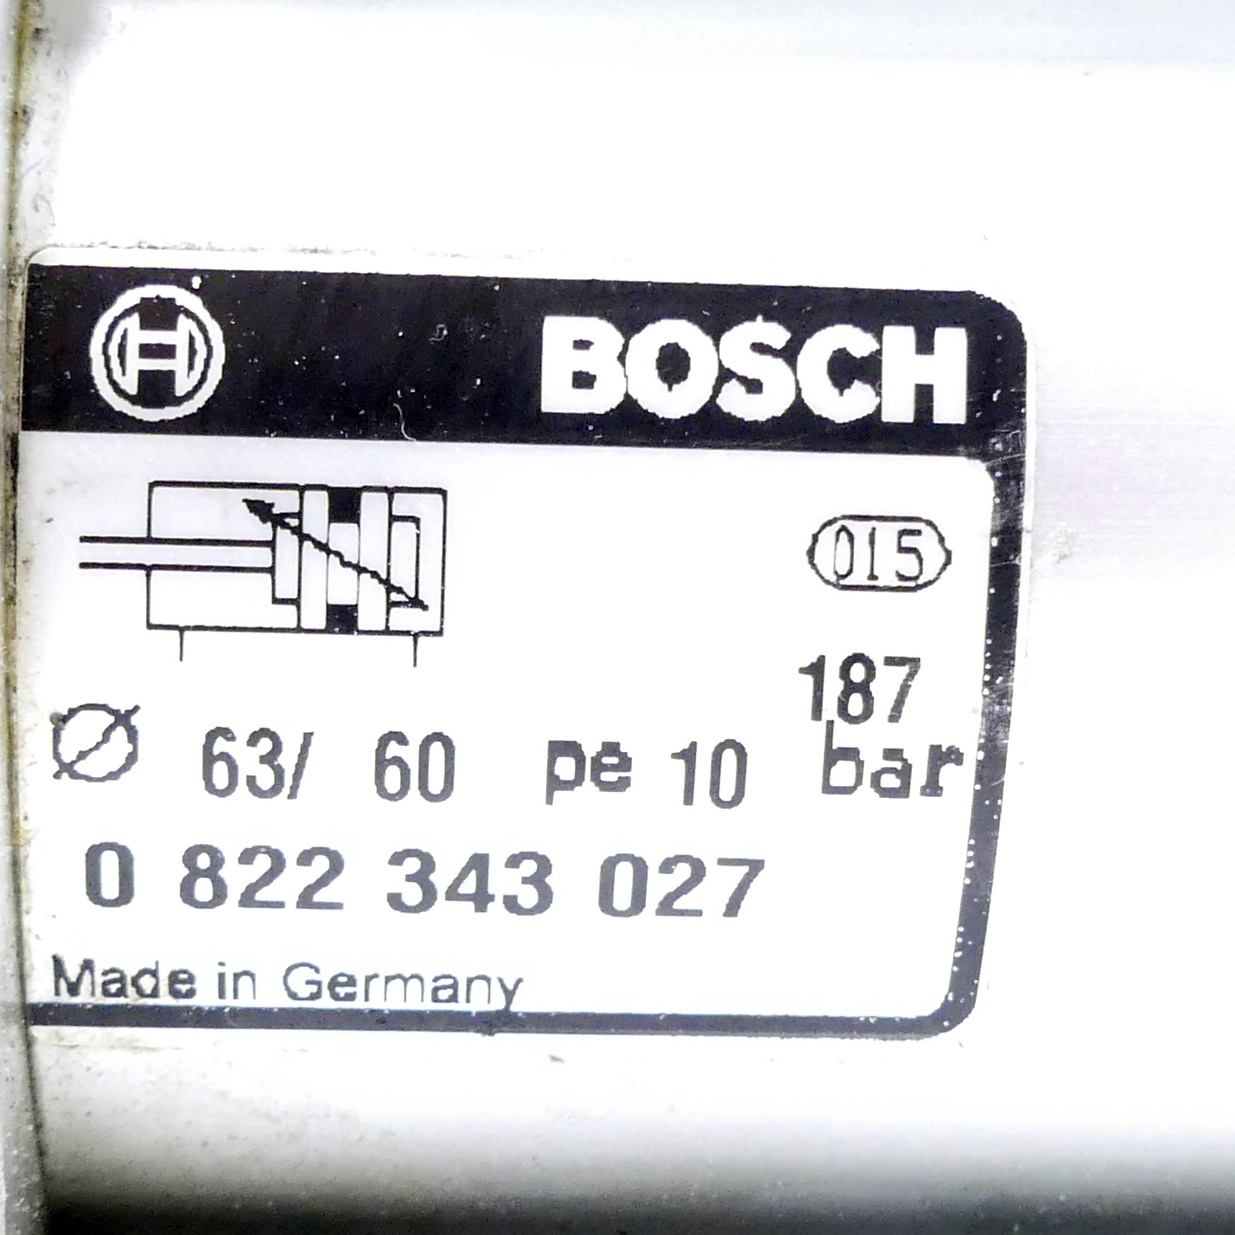 BOSCH
015
187
Ø 63/ 60 pe 10 bar
0 822 343 027
Made in Germany